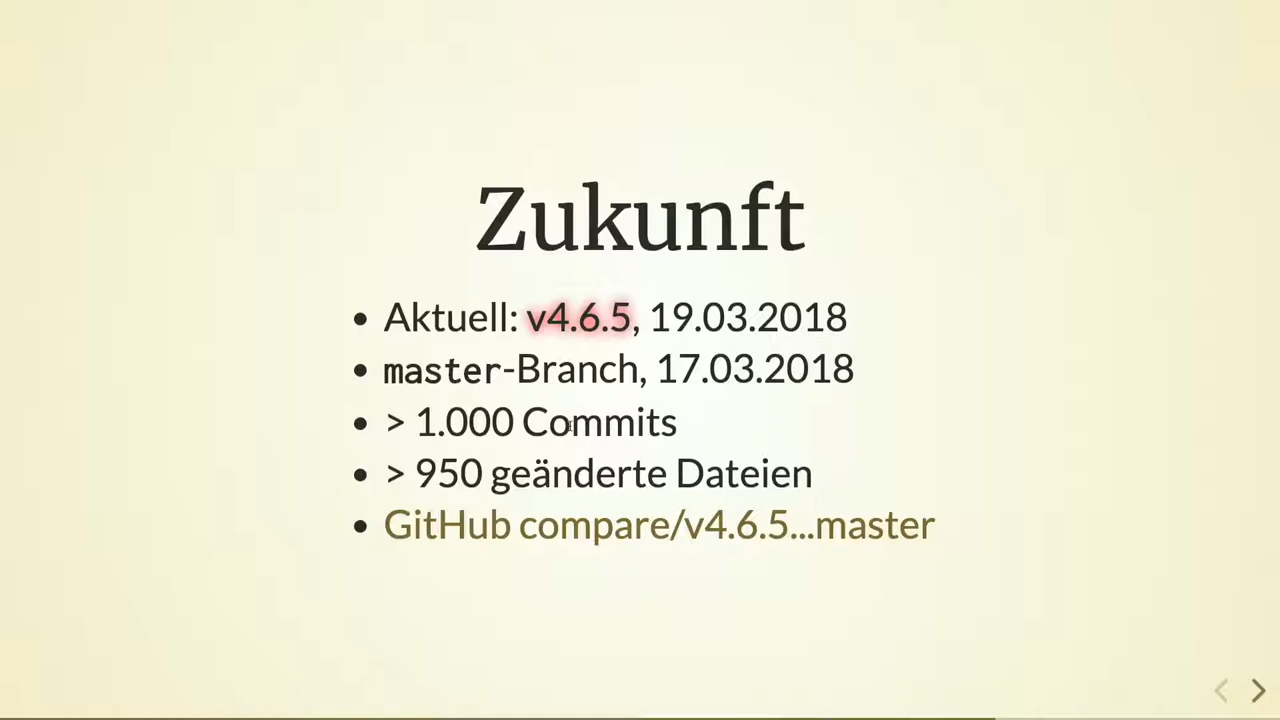 Zukunft
• Aktuell: v4.6.5, 19.03.2018
• master-Branch, 17.03.2018
• > 1.000 Commits
• > 950 geänderte Dateien
• GitHub compare/v4.6.5...master